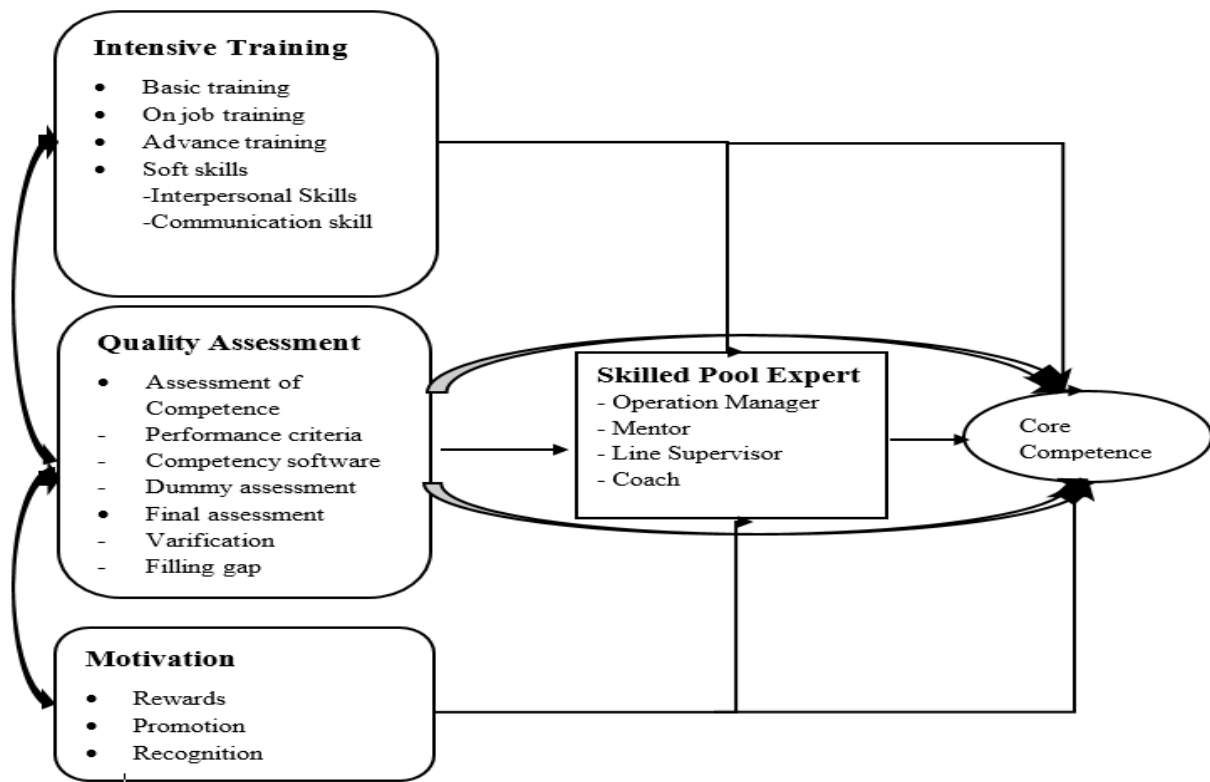 Intensive Training
• Basic training
• On job training
• Advance training
• Soft skills
-Interpersonal Skills
-Communication skill
Quality Assessment
• Assessment of
Competence
- Performance criteria
- Competency software
- Dummy assessment
• Final assessment
- Varification
- Filling gap
Motivation
• Rewards
• Promotion
• Recognition
Skilled Pool Expert
- Operation Manager
- Mentor
- Line Supervisor
- Coach
Core
Competence